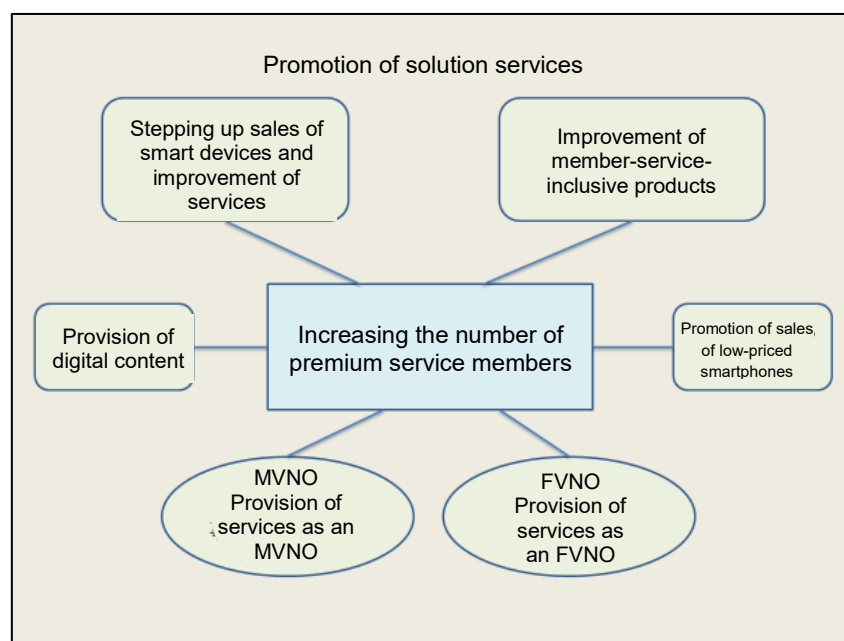 Promotion of solution services
Stepping up sales of
smart devices and
improvement of
services
Improvement of
member-service-
inclusive products
Provision of
digital content
Increasing the number of
premium service members
Promotion of sales,
of low-priced
smartphones
MVNO
Provision of
services as an
MVNO
FVNO
Provision of
services as
an FVNO